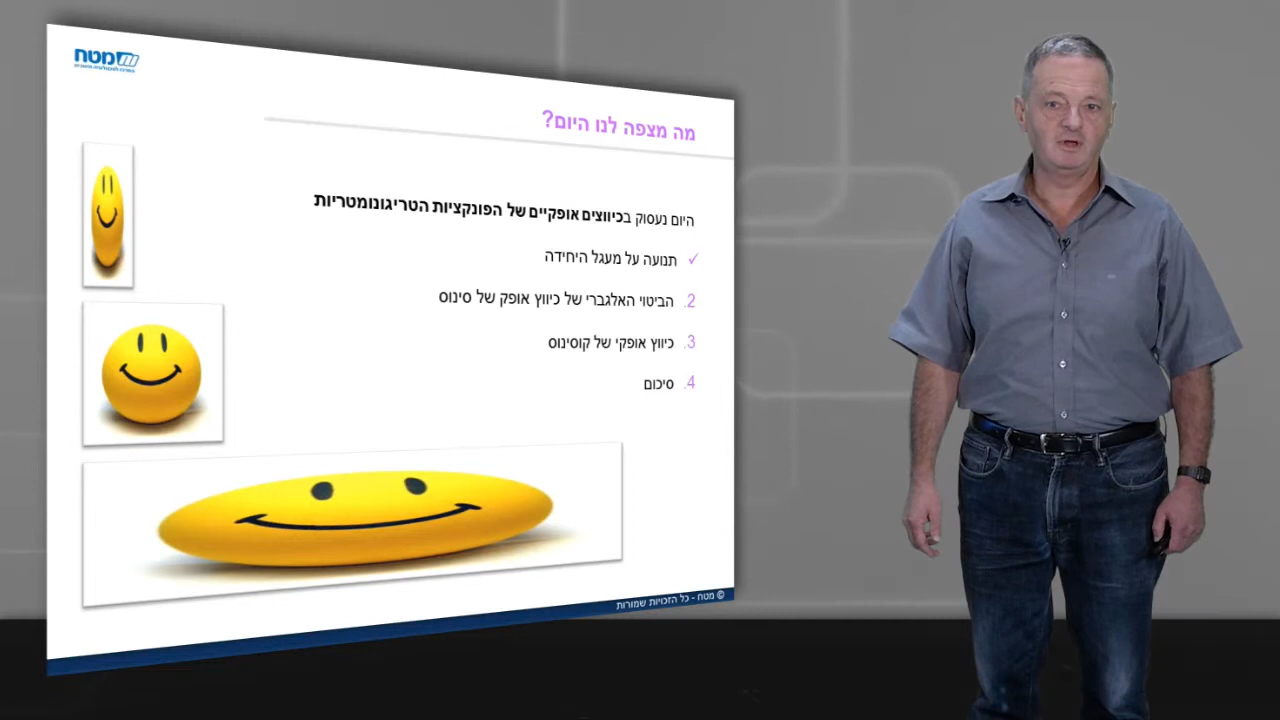 מטח
מה מצפה לנו היום?
היום נעסוק בכיווצים אופקיים של הפונקציות הטריגונומטריות
✓ תנועה על מעגל היחידה
2. הביטוי האלגברי של כיווץ אופק של סינוס
3. כיווץ אופקי של קוסינוס
4. סיכום
© מטח - כל הזכויות שמורות